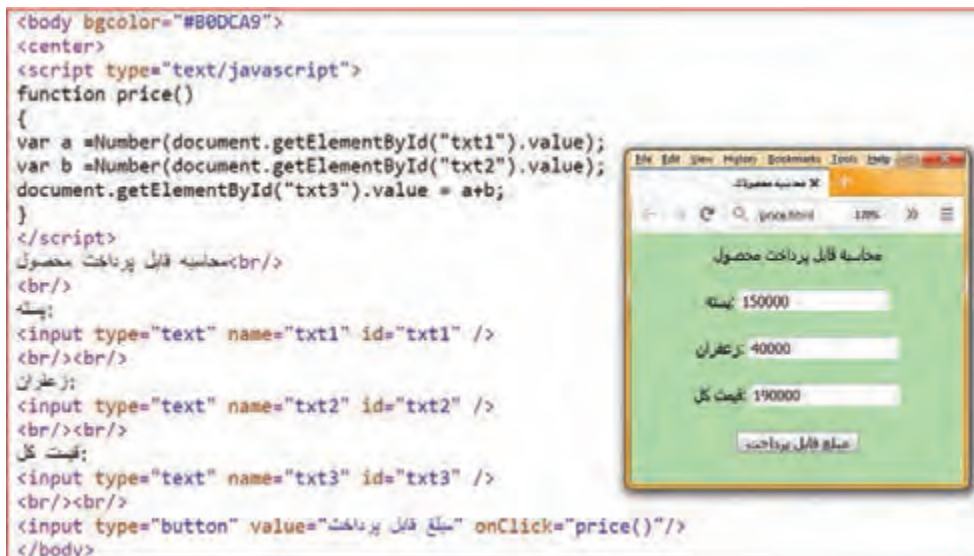 <body bgcolor="#B0DCA9">
<center>
<script type="text/javascript">
function price()
{
var a =Number(document.getElementById("txt1").value);
var b =Number(document.getElementById("txt2").value);
document.getElementById("txt3").value = a+b;
}
</script>
محاسبه قابل پرداخت محصول<br/>
<br/>
پسته:
<input type="text" name="txt1" id="txt1" />
<br/><br/>
زعفران:
<input type="text" name="txt2" id="txt2" />
<br/><br/>
قیمت کل:
<input type="text" name="txt3" id="txt3" />
<br/><br/>
<input type="button" value="مبلغ قابل پرداخت" onClick="price()"/>
</body>
File Edit View History Bookmarks Tools Help
محاسبه محصولات
price.html 120%
محاسبه قابل پرداخت محصول
پسته: 150000
زعفران: 40000
قیمت کل: 190000
مبلغ قابل پرداخت